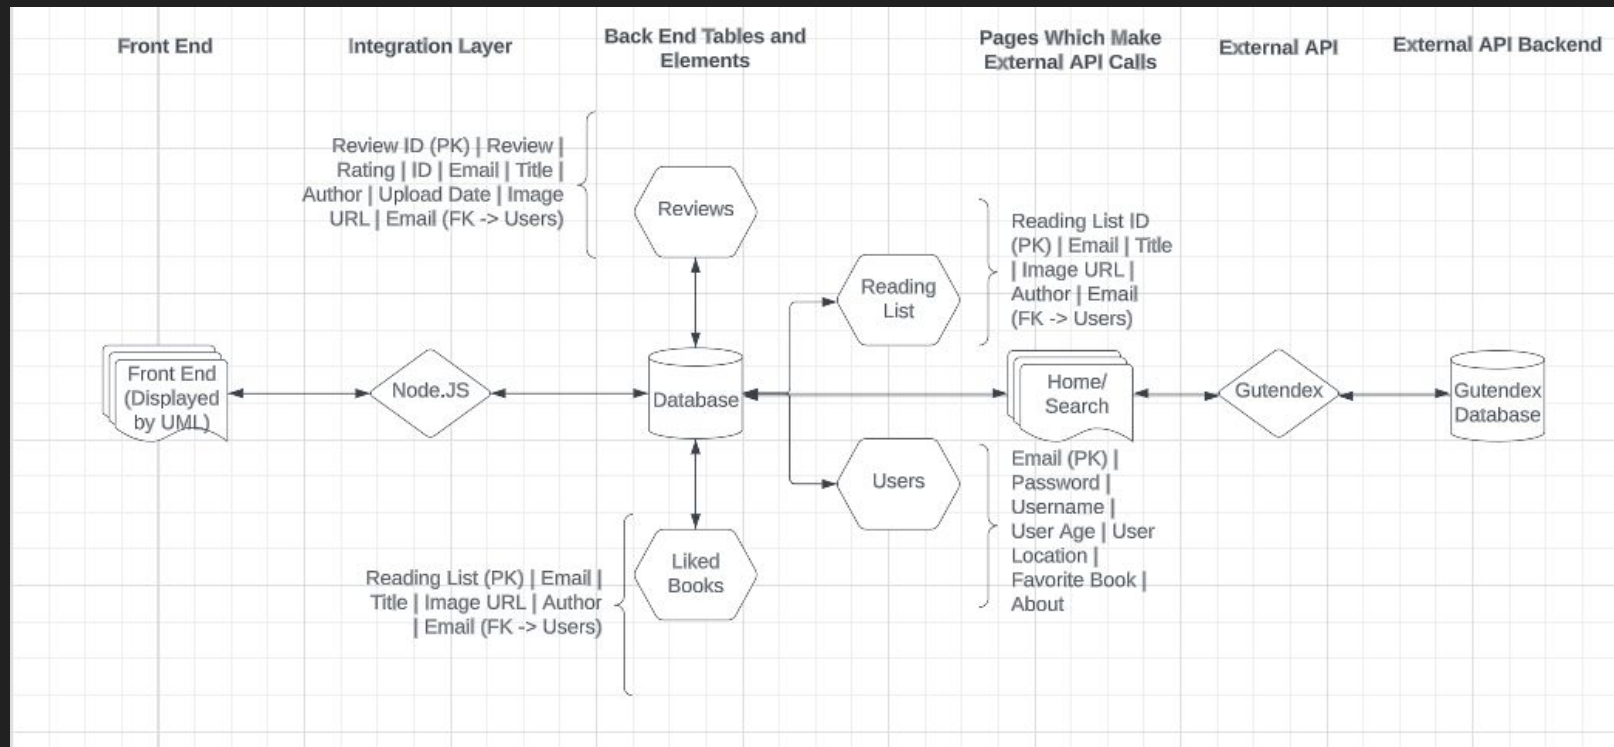 Front End
Integration Layer
Back End Tables and
Elements
Pages Which Make
External API Calls
External API
External API Backend
Review ID (PK) | Review |
Rating | ID | Email | Title |
Author | Upload Date | Image
URL | Email (FK -> Users)
Reviews
Reading List ID
(PK) | Email | Title
| Image URL |
Author | Email
(FK -> Users)
Reading
List
Front End
(Displayed
by UML)
Node.JS
Database
Home/
Search
Gutendex
Gutendex
Database
Users
Email (PK) |
Password |
Username |
User Age | User
Location |
Favorite Book |
About
Liked
Books
Reading List (PK) | Email |
Title | Image URL | Author
| Email (FK -> Users)